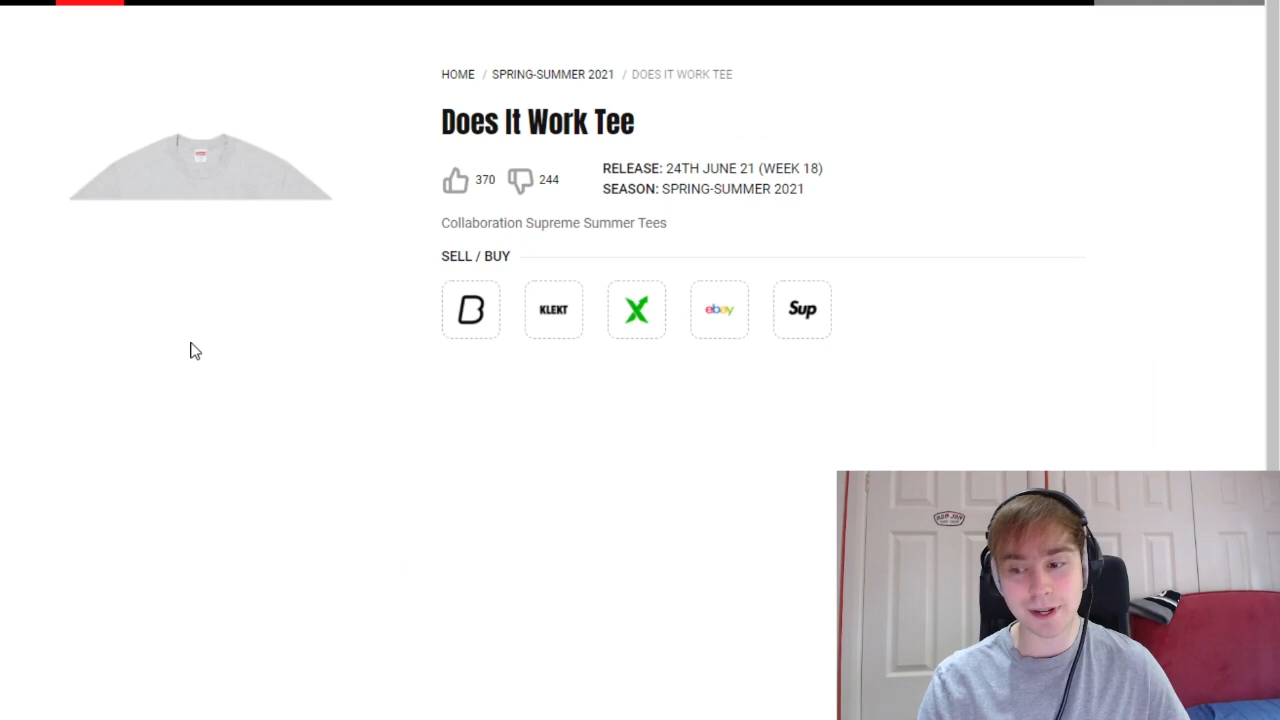 HOME / SPRING-SUMMER 2021 / DOES IT WORK TEE
Does It Work Tee
370 244
RELEASE: 24TH JUNE 21 (WEEK 18)
SEASON: SPRING-SUMMER 2021
Collaboration Supreme Summer Tees
SELL / BUY
B KLEKT X ebay Sup